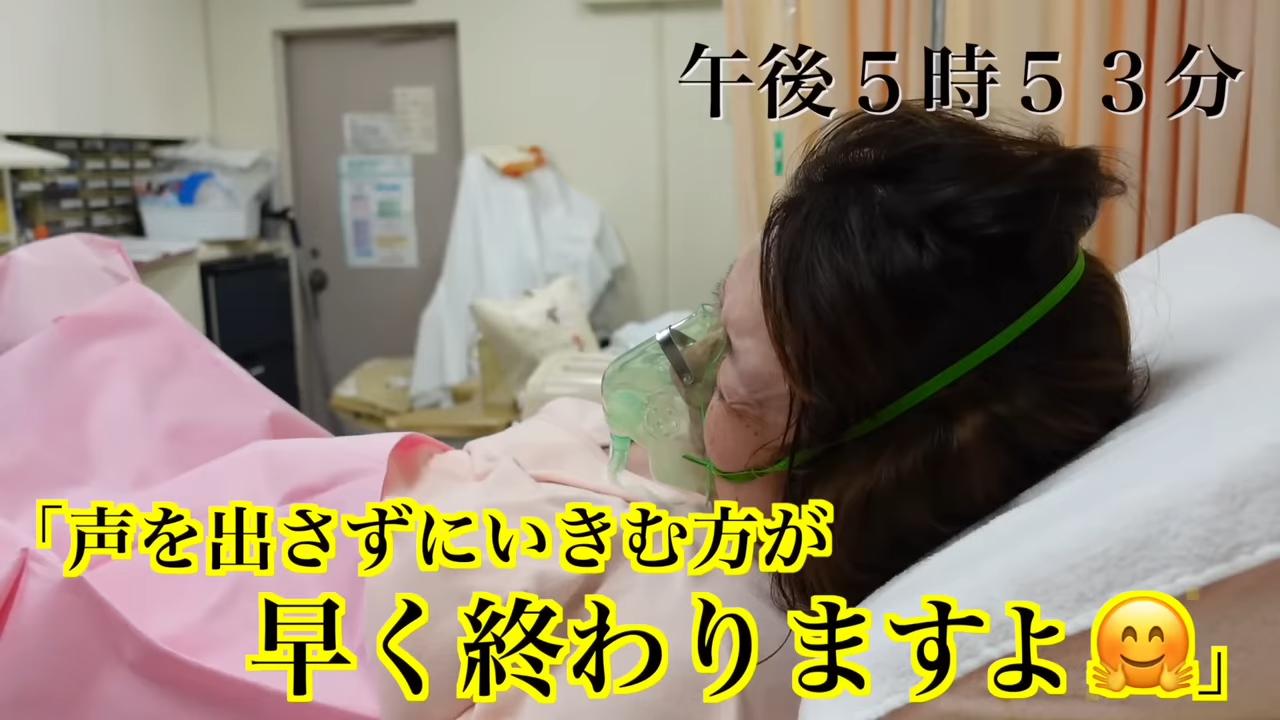 午後５時５３分
「声を出さずにいきむ方が
早く終わりますよ🤗」